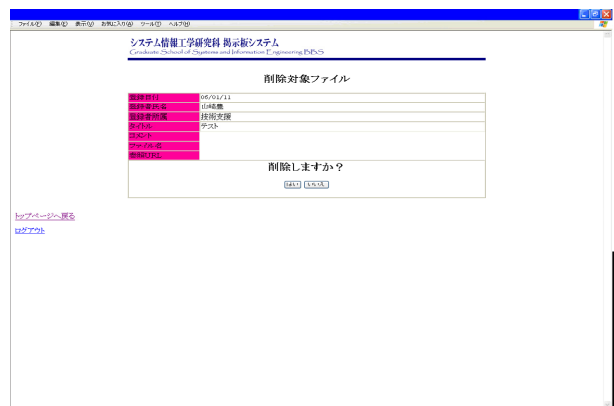 ファイル(F) 編集(E) 表示(V) お気に入り(A) ツール(T) ヘルプ(H)
システム情報工学研究科 掲示板システム
Graduate School of Systems and Information Engineering BBS
削除対象ファイル
登録日付 06/01/11
登録者氏名
登録者所属 技術支援
タイトル テスト
コメント
ファイル名
参照URL
削除しますか？
はい いいえ
トップページへ戻る
ログアウト